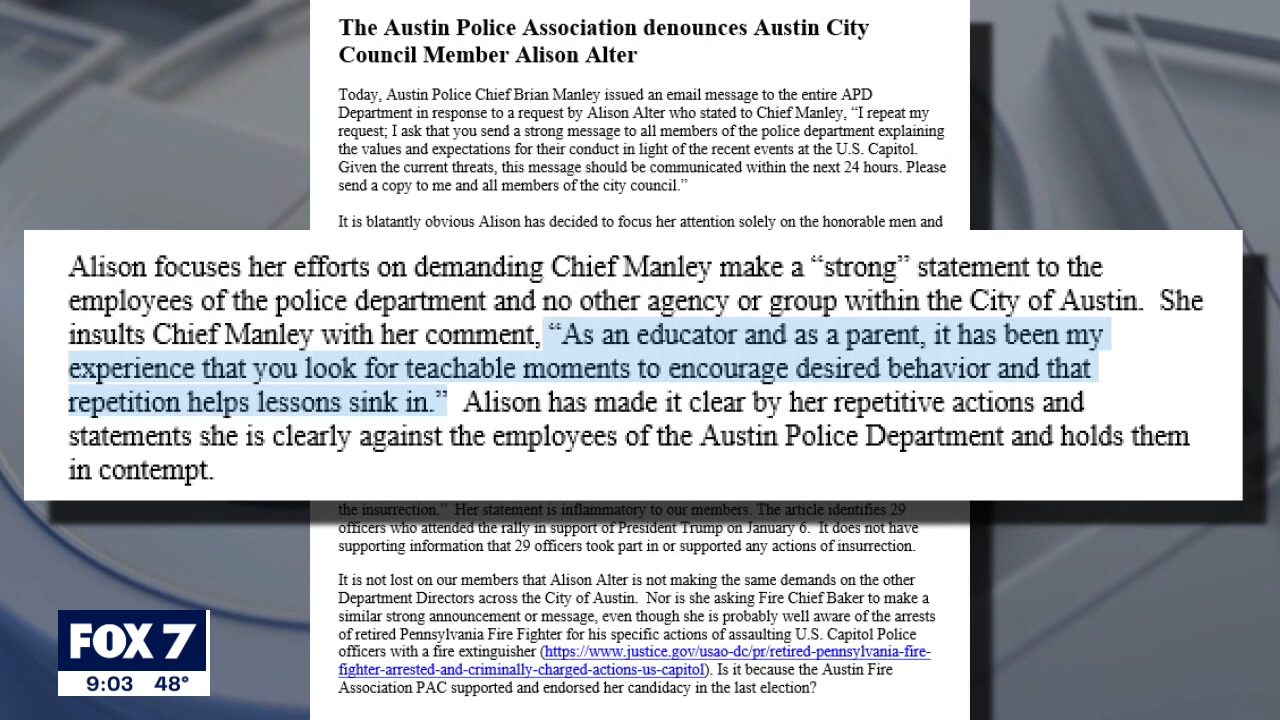 The Austin Police Association denounces Austin City
Council Member Alison Alter
Today, Austin Police Chief Brian Manley issued an email message to the entire APD
Department in response to a request by Alison Alter who stated to Chief Manley, “I repeat my
request; I ask that you send a strong message to all members of the police department explaining
the values and expectations for their conduct in light of the recent events at the U.S. Capitol.
Given the current threats, this message should be communicated within the next 24 hours. Please
send a copy to me and all members of the city council.”
It is blatantly obvious Alison has decided to focus her attention solely on the honorable men and
Alison focuses her efforts on demanding Chief Manley make a “strong” statement to the
employees of the police department and no other agency or group within the City of Austin. She
insults Chief Manley with her comment, “As an educator and as a parent, it has been my
experience that you look for teachable moments to encourage desired behavior and that
repetition helps lessons sink in.” Alison has made it clear by her repetitive actions and
statements she is clearly against the employees of the Austin Police Department and holds them
in contempt.
the insurrection.” Her statement is inflammatory to our members. The article identifies 29
officers who attended the rally in support of President Trump on January 6. It does not have
supporting information that 29 officers took part in or supported any actions of insurrection.
It is not lost on our members that Alison Alter is not making the same demands on the other
Department Directors across the City of Austin. Nor is she asking Fire Chief Baker to make a
similar strong announcement or message, even though she is probably well aware of the arrests
of retired Pennsylvania Fire Fighter for his specific actions of assaulting U.S. Capitol Police
officers with a fire extinguisher (https://www.justice.gov/usao-dc/pr/retired-pennsylvania-fire-
fighter-arrested-and-criminally-charged-actions-us-capitol). Is it because the Austin Fire
Association PAC supported and endorsed her candidacy in the last election?
FOX 7
9:03 48°